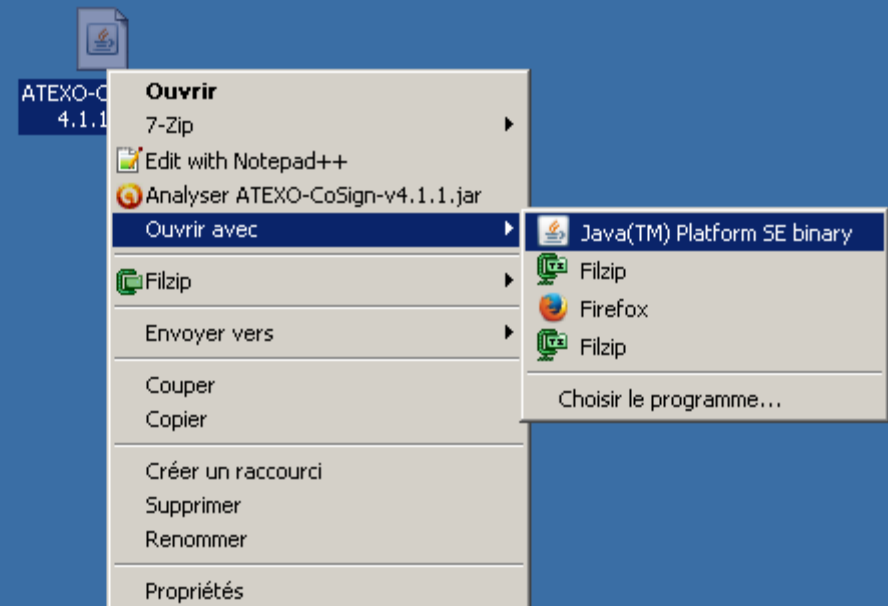 ATEXO-C
4.1.1
Ouvrir
7-Zip
Edit with Notepad++
Analyser ATEXO-CoSign-v4.1.1.jar
Ouvrir avec
Filzip
Envoyer vers
Couper
Copier
Créer un raccourci
Supprimer
Renommer
Propriétés
Java(TM) Platform SE binary
Filzip
Firefox
Filzip
Choisir le programme...